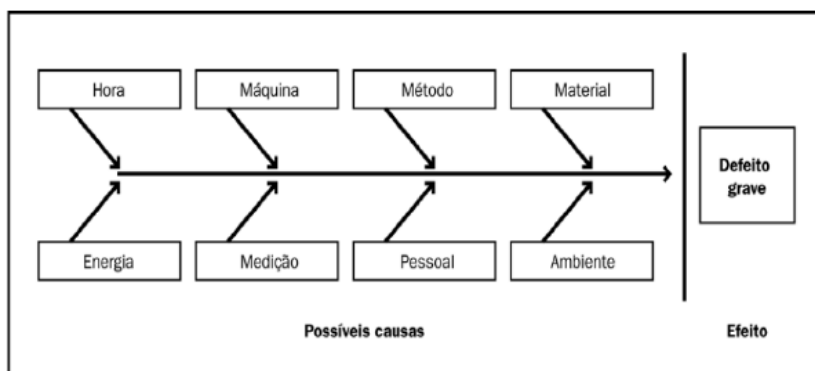 Hora
Máquina
Método
Material
Defeito
grave
Energia
Medição
Pessoal
Ambiente
Possíveis causas
Efeito